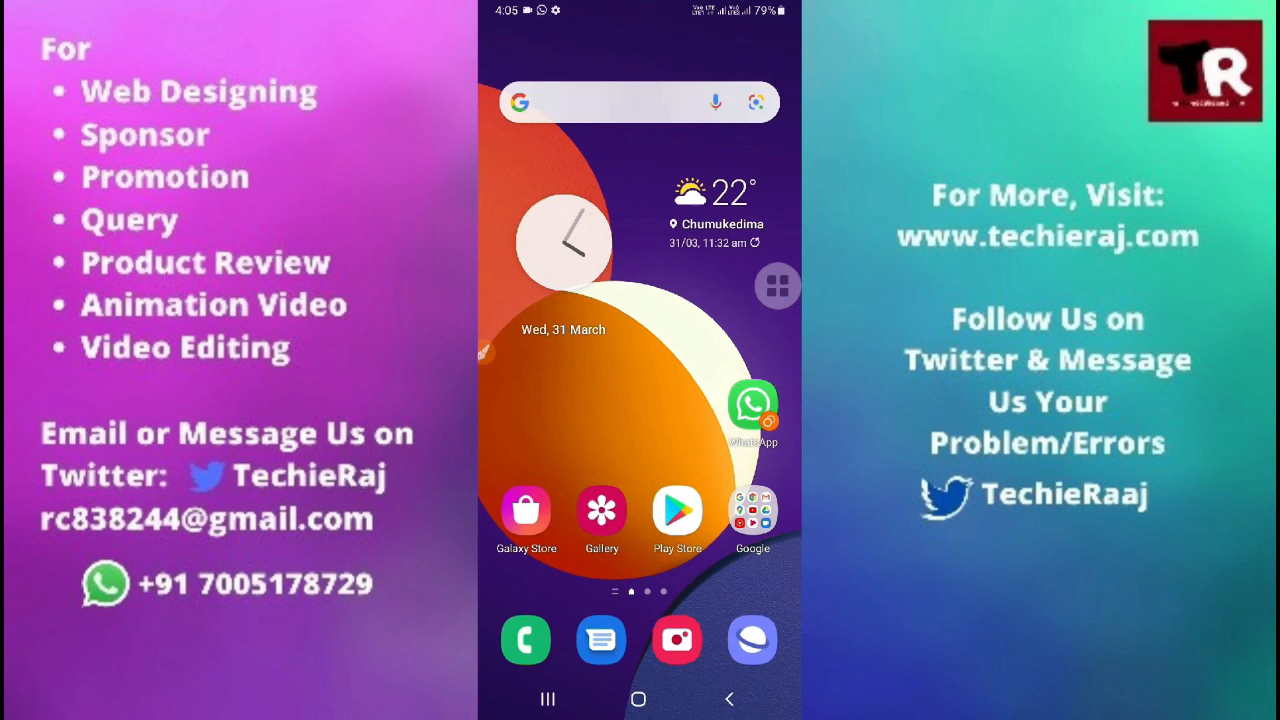 For
• Web Designing
• Sponsor
• Promotion
• Query
• Product Review
• Animation Video
• Video Editing
Email or Message Us on
Twitter: TechieRaj
rc838244@gmail.com
+91 7005178729
4:05
79%
22°
Chumukedima
31/03, 11:32 am
Wed, 31 March
WhatsApp
Galaxy Store Gallery Play Store Google
TR
For More, Visit:
www.techieraj.com
Follow Us on
Twitter & Message
Us Your
Problem/Errors
TechieRaaj